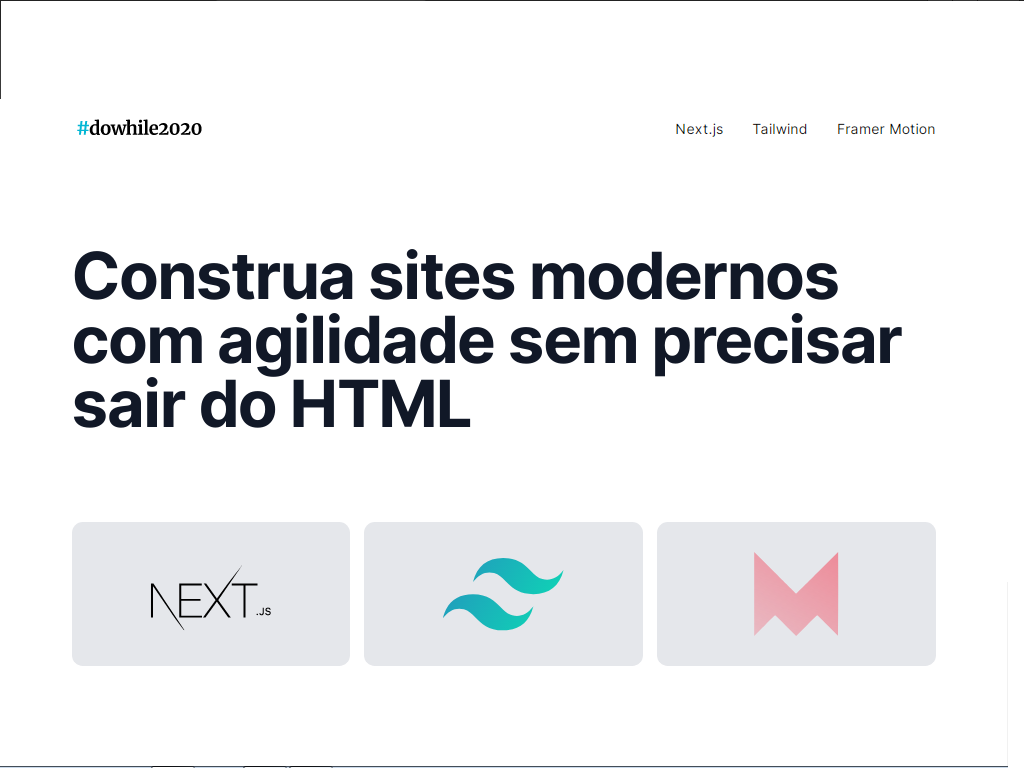 #dowhile2020
Next.js Tailwind Framer Motion
Construa sites modernos
com agilidade sem precisar
sair do HTML
NEXT.JS